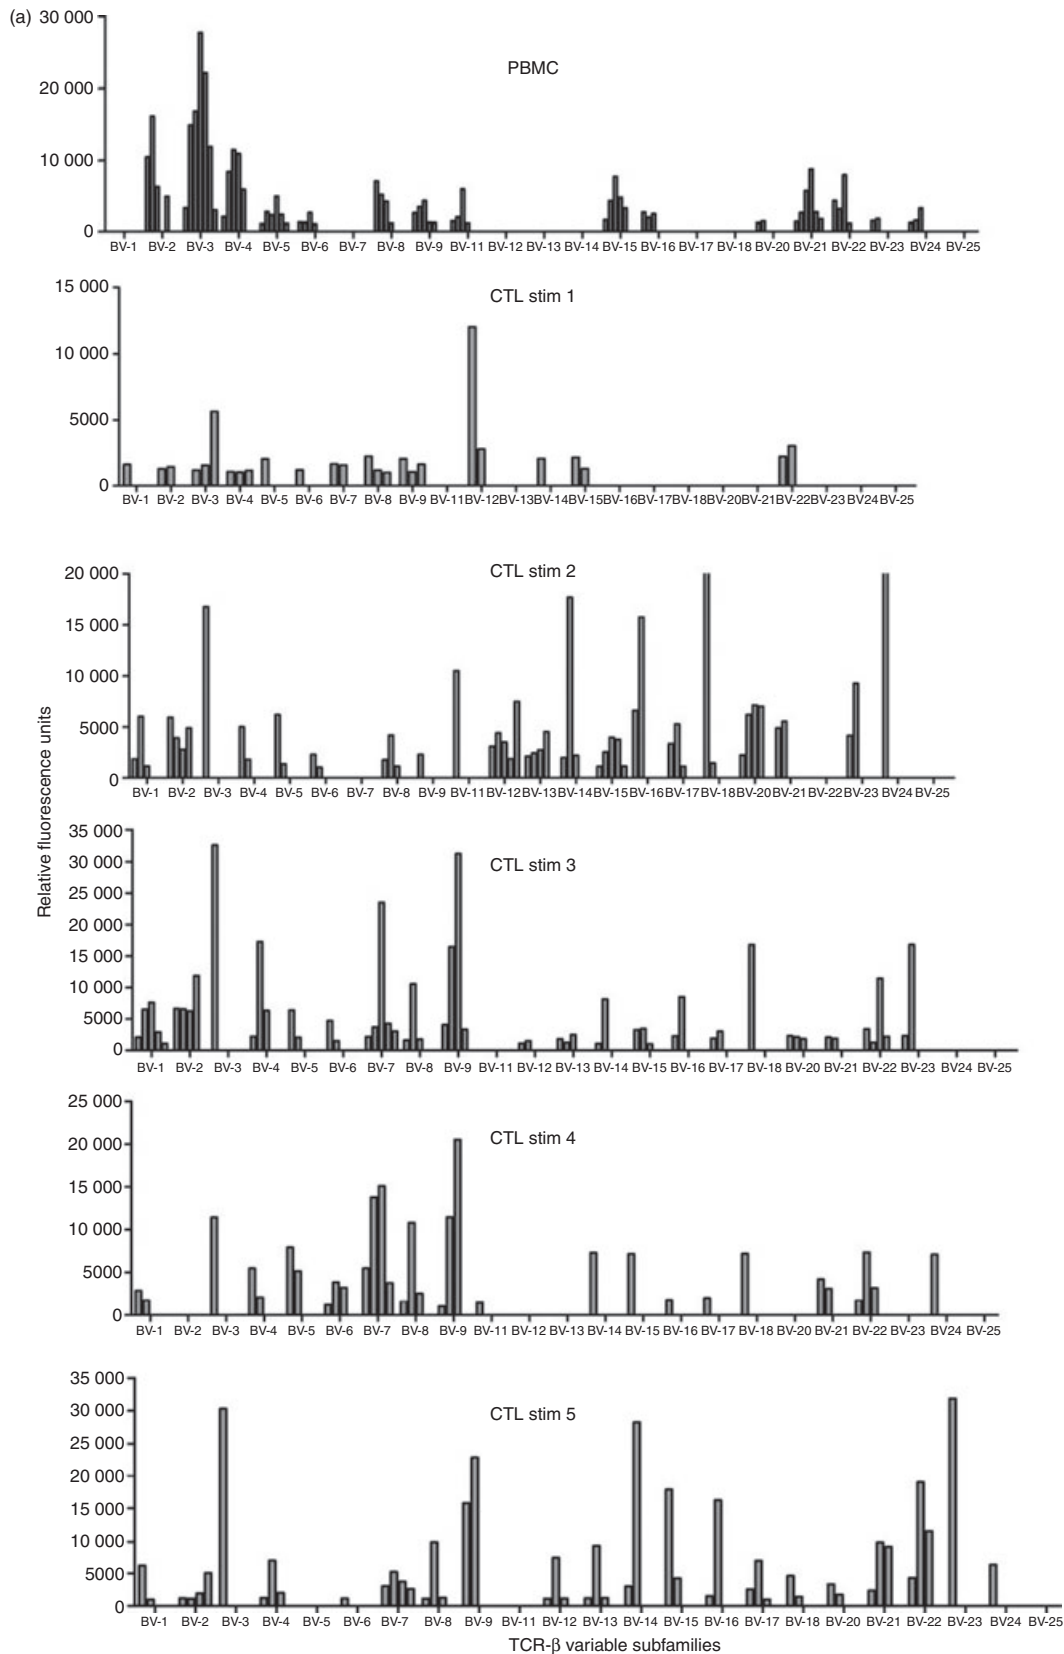 (a)
30 000
20 000
10 000
0
PBMC
BV-1 BV-2 BV-3 BV-4 BV-5 BV-6 BV-7 BV-8 BV-9 BV-11 BV-12 BV-13 BV-14 BV-15 BV-16 BV-17 BV-18 BV-20 BV-21 BV-22 BV-23 BV24 BV-25
15 000
10 000
5000
0
CTL stim 1
BV-1 BV-2 BV-3 BV-4 BV-5 BV-6 BV-7 BV-8 BV-9 BV-11 BV-12 BV-13 BV-14 BV-15 BV-16 BV-17 BV-18 BV-20 BV-21 BV-22 BV-23 BV24 BV-25
Relative fluorescence units
20 000
15 000
10 000
5000
0
CTL stim 2
BV-1 BV-2 BV-3 BV-4 BV-5 BV-6 BV-7 BV-8 BV-9 BV-11 BV-12 BV-13 BV-14 BV-15 BV-16 BV-17 BV-18 BV-20 BV-21 BV-22 BV-23 BV24 BV-25
35 000
30 000
25 000
20 000
15 000
10 000
5000
0
CTL stim 3
BV-1 BV-2 BV-3 BV-4 BV-5 BV-6 BV-7 BV-8 BV-9 BV-11 BV-12 BV-13 BV-14 BV-15 BV-16 BV-17 BV-18 BV-20 BV-21 BV-22 BV-23 BV24 BV-25
25 000
20 000
15 000
10 000
5000
0
CTL stim 4
BV-1 BV-2 BV-3 BV-4 BV-5 BV-6 BV-7 BV-8 BV-9 BV-11 BV-12 BV-13 BV-14 BV-15 BV-16 BV-17 BV-18 BV-20 BV-21 BV-22 BV-23 BV24 BV-25
35 000
30 000
25 000
20 000
15 000
10 000
5000
0
CTL stim 5
BV-1 BV-2 BV-3 BV-4 BV-5 BV-6 BV-7 BV-8 BV-9 BV-11 BV-12 BV-13 BV-14 BV-15 BV-16 BV-17 BV-18 BV-20 BV-21 BV-22 BV-23 BV24 BV-25
TCR-β variable subfamilies